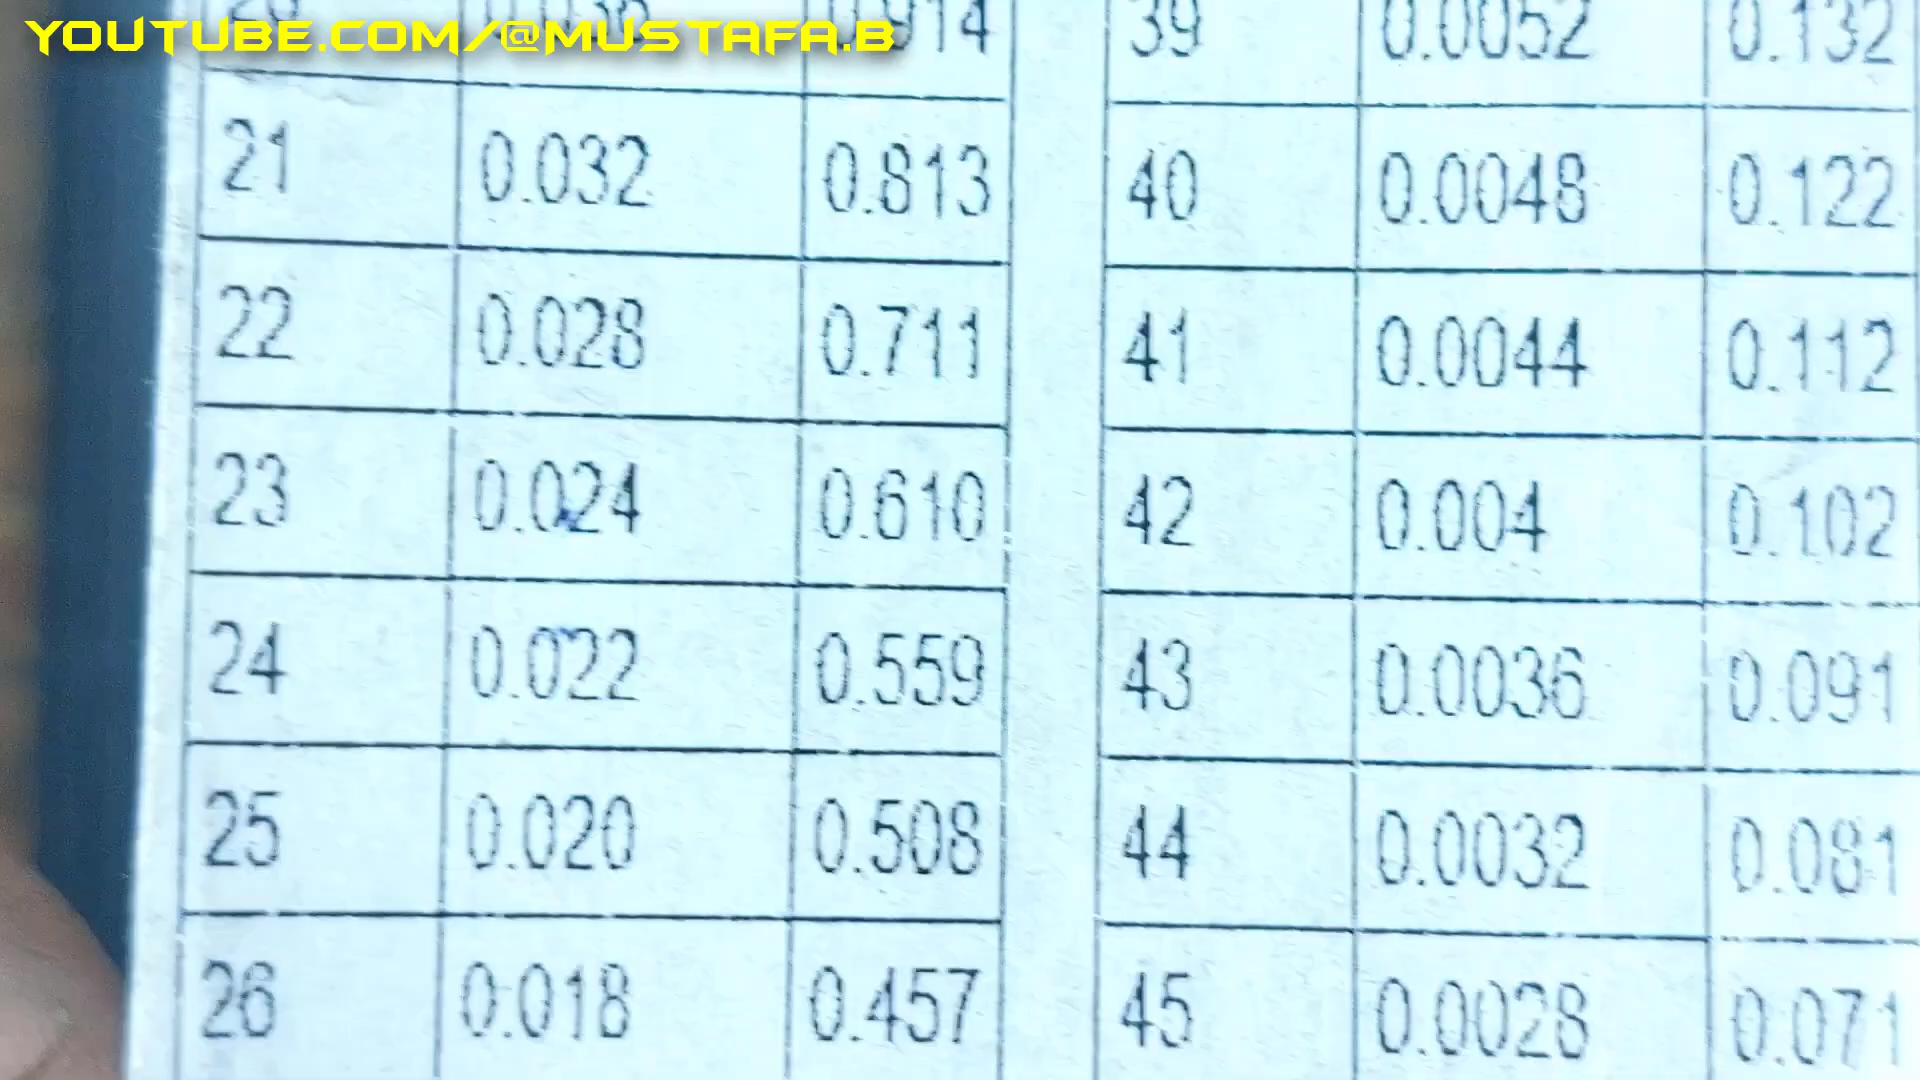 YOUTUBE.COM/@MUSTAFA.B
0.914 39 0.0052 0.132
21 0.032 0.813 40 0.0048 0.122
22 0.028 0.711 41 0.0044 0.112
23 0.024 0.610 42 0.004 0.102
24 0.022 0.559 43 0.0036 0.091
25 0.020 0.508 44 0.0032 0.081
26 0.018 0.457 45 0.0028 0.071